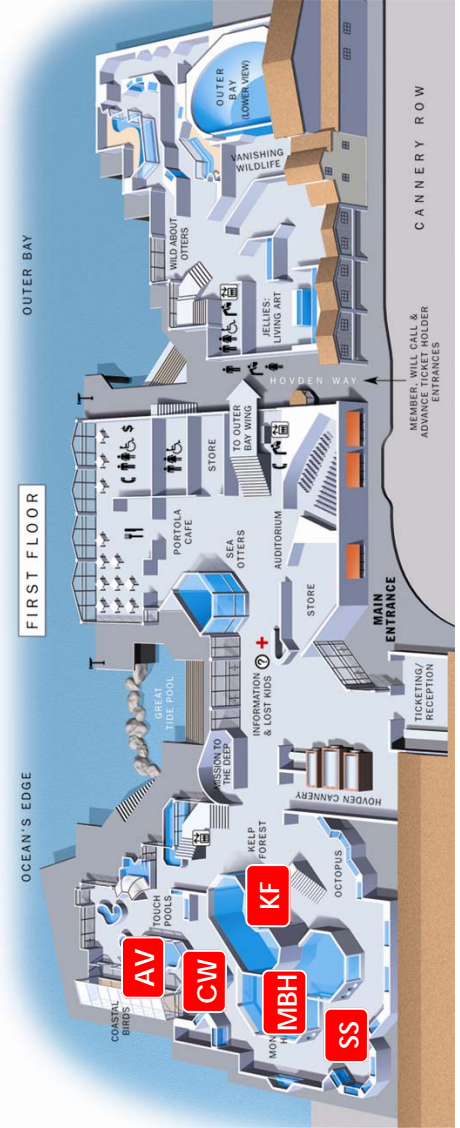 FIRST FLOOR
OCEAN'S EDGE
OUTER BAY
COASTAL
BIRDS
AV
TOUCH
POOLS
CW
KELP
FOREST
KF
MBH
SS
OCTOPUS
GREAT
TIDE POOL
MISSION TO
THE DEEP
HOVDEN CANNERY
INFORMATION
& LOST KIDS
?
SEA
OTTERS
PORTOLA
CAFE
$
STORE
TO OUTER
BAY WING
AUDITORIUM
STORE
MAIN
ENTRANCE
TICKETING/
RECEPTION
WILD ABOUT
OTTERS
JELLIES:
LIVING ART
VANISHING
WILDLIFE
OUTER
BAY
(LOWER VIEW)
HOVDEN WAY
MEMBER, WILL CALL &
ADVANCE TICKET HOLDER
ENTRANCES
CANNERY ROW